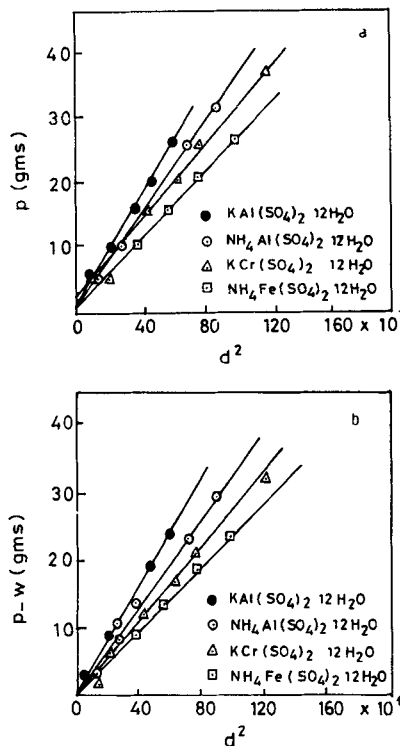 a
40
30
20
10
0
p (gms)
KAl(SO4)2 12H2O
NH4Al(SO4)2 12H2O
KCr(SO4)2 12H2O
NH4Fe(SO4)2 12H2O
0 40 80 120 160 x 10
d²
b
40
30
20
10
0
p-w (gms)
KAl(SO4)2 12H2O
NH4Al(SO4)2 12H2O
KCr(SO4)2 12H2O
NH4Fe(SO4)2 12H2O
0 40 80 120 160 x 10
d²